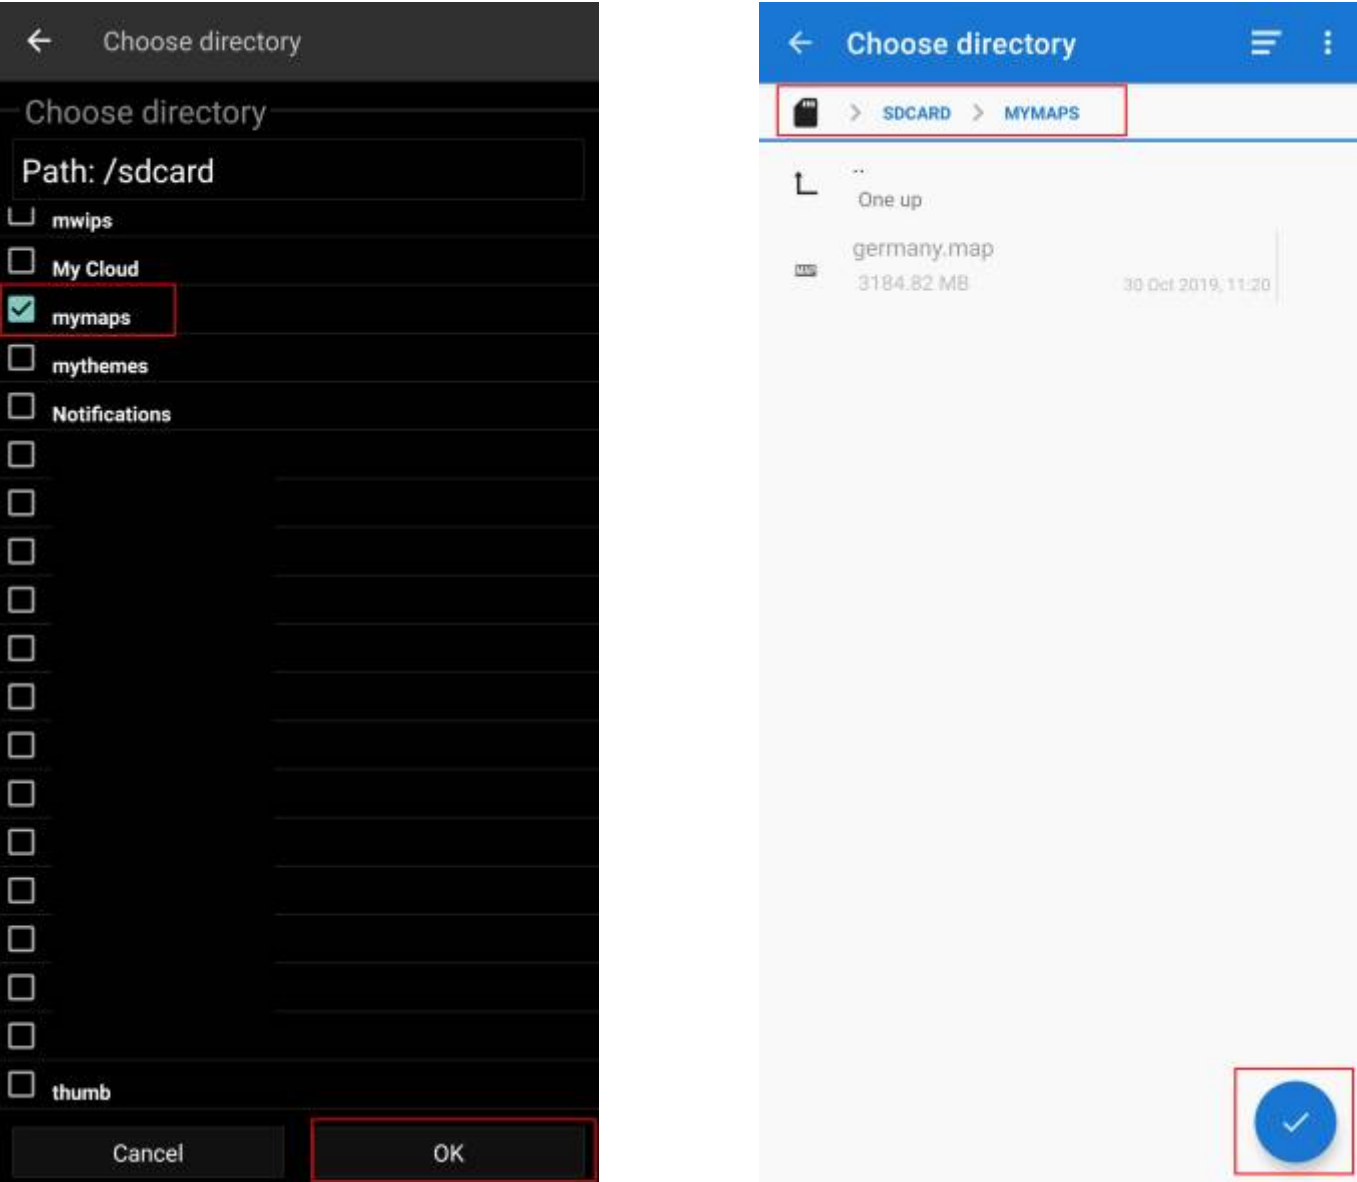 Choose directory
Choose directory
Path: /sdcard
mwips
My Cloud
mymaps
mythemes
Notifications
thumb
Cancel
OK
Choose directory
SDCARD
MYMAPS
..
One up
germany.map
3184.82 MB
30 Oct 2019, 11:20
MAP